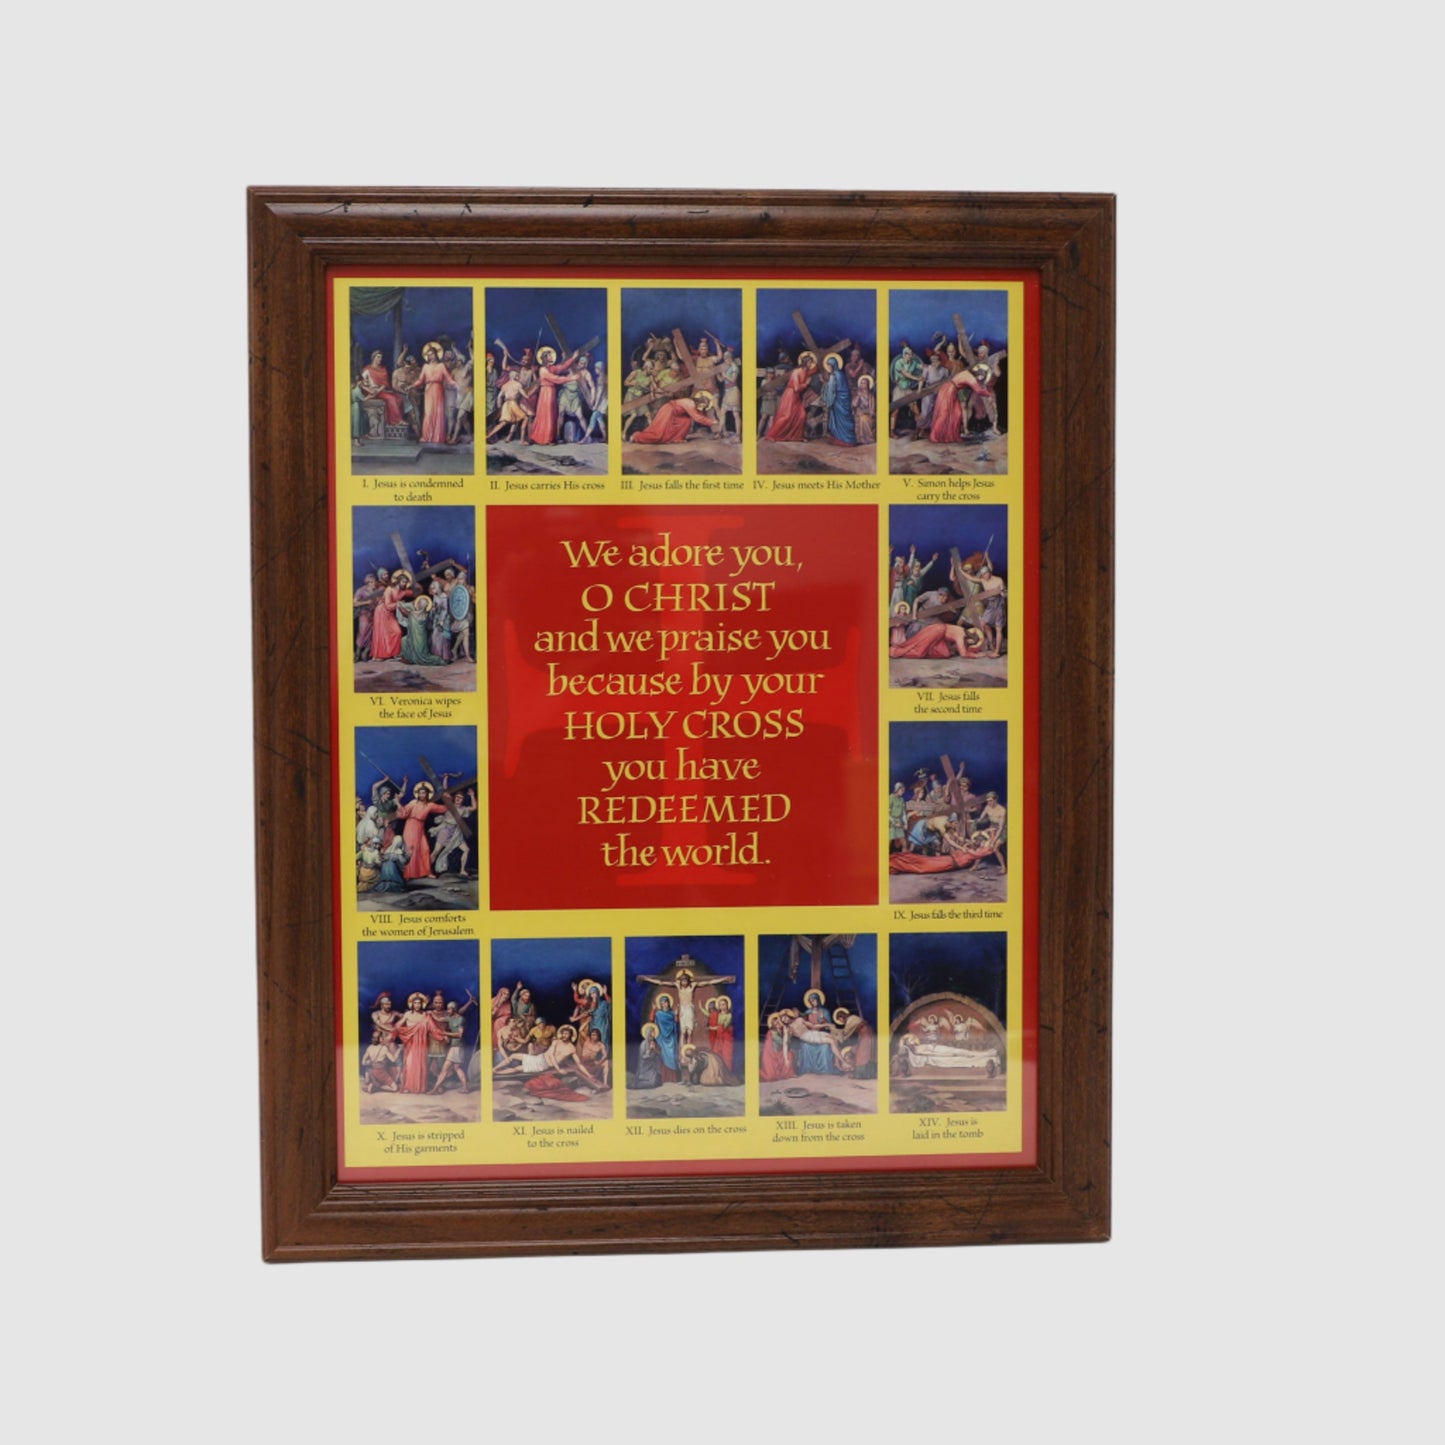 I. Jesus is condemned
to death
II. Jesus carries His cross
III. Jesus falls the first time
IV. Jesus meets His Mother
V. Simon helps Jesus
carry the cross
We adore you,
O CHRIST
and we praise you
because by your
HOLY CROSS
you have
REDEEMED
the world.
VI. Veronica wipes
the face of Jesus
VII. Jesus falls
the second time
VIII. Jesus comforts
the women of Jerusalem
IX. Jesus falls the third time
X. Jesus is stripped
of His garments
XI. Jesus is nailed
to the cross
XII. Jesus dies on the cross
XIII. Jesus is taken
down from the cross
XIV. Jesus is
laid in the tomb